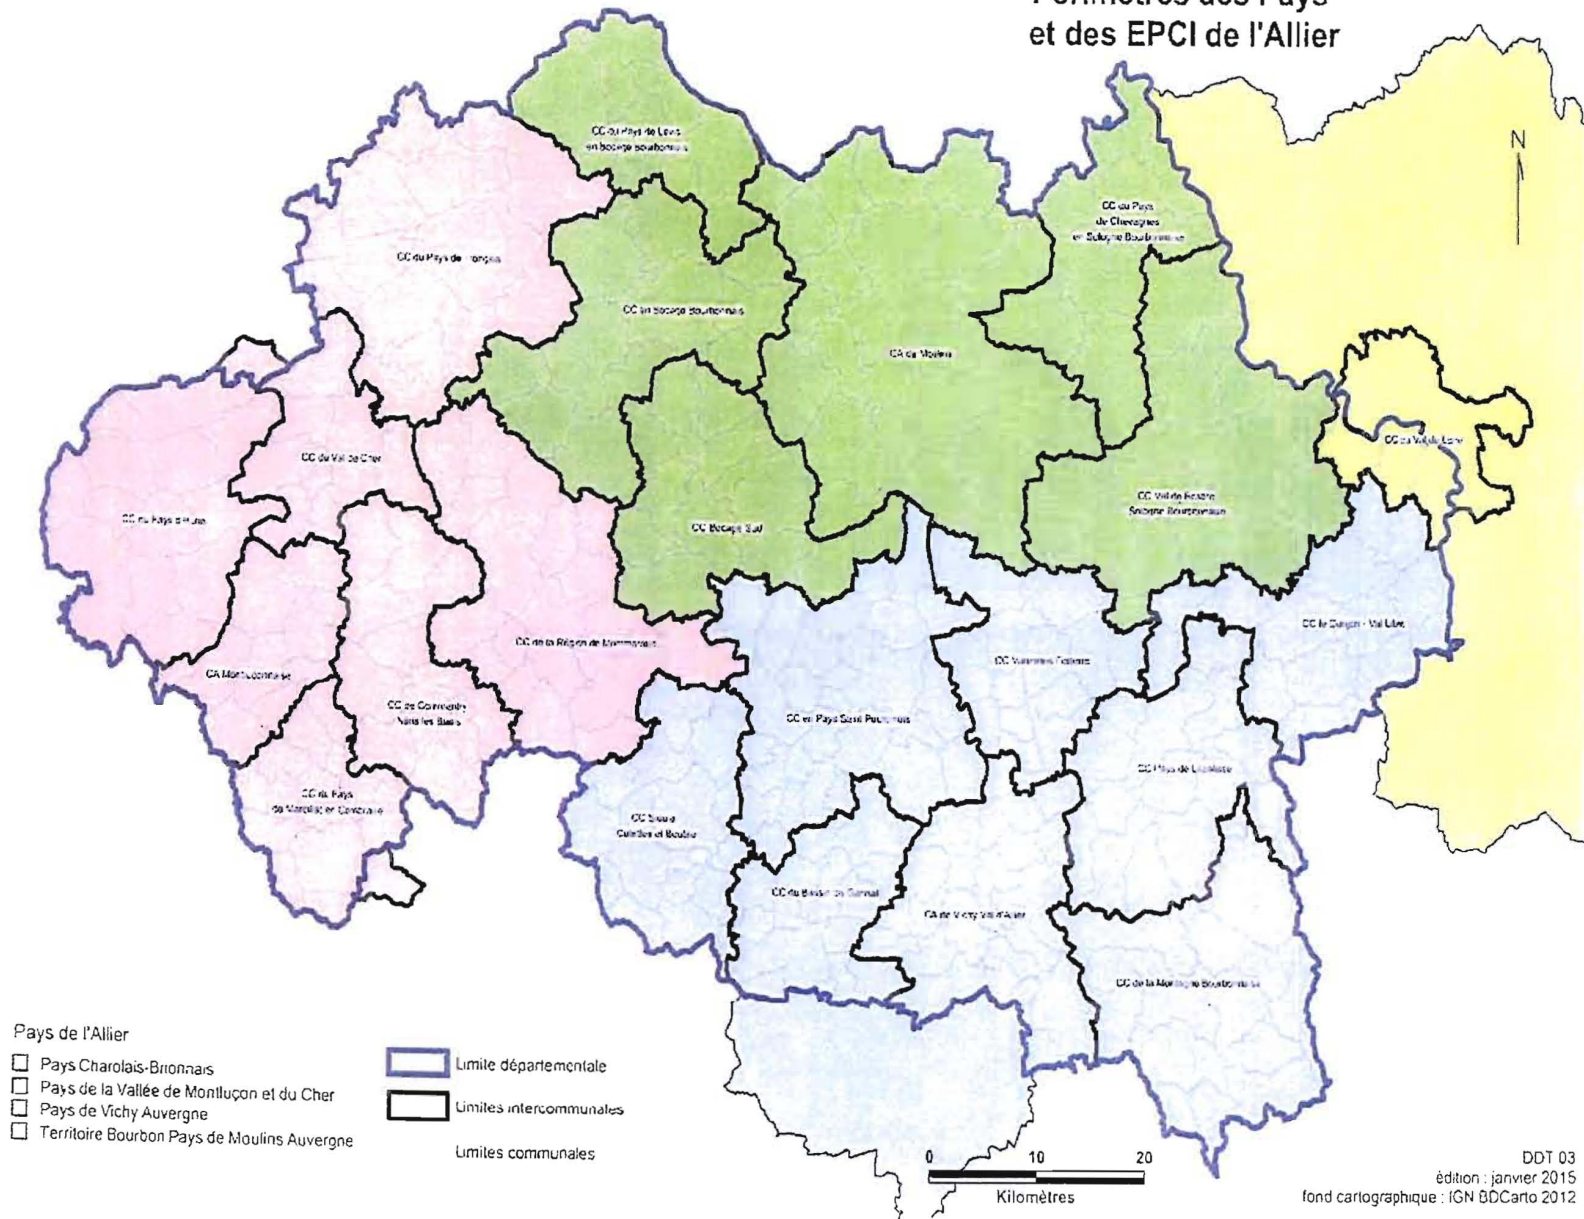 et des EPCI de l'Allier
N
CC du Pays de Lévis
en Bocage Bourbonnais
CC du Pays
de Chevagnes
en Sologne Bourbonnaise
CC du Pays de Tronçais
CC en Bocage Bourbonnais
CA de Moulins
CC du Val de Cher
CC du Val de Loire
CC du Pays d'Huriel
CC Val de Besbre
Sologne Bourbonnaise
CC Bocage Sud
CC le Donjon - Val Libre
CC de la Région de Montmarault
CC Varennes Forterre
CA Montluçonnaise
CC de Commentry
Néris les Bains
CC en Pays Saint Pourcinois
CC Pays de Lapalisse
CC du Pays
de Marcillat en Combraille
CC Sioule
Colettes et Bouble
CC du Bassin de Gannat
CA de Vichy Val d'Allier
CC de la Montagne Bourbonnaise
Pays de l'Allier
Pays Charolais-Brionnais
Pays de la Vallée de Montluçon et du Cher
Pays de Vichy Auvergne
Territoire Bourbon Pays de Moulins Auvergne
Limite départementale
Limites intercommunales
Limites communales
0 10 20
Kilomètres
DDT 03
édition : janvier 2015
fond cartographique : IGN BDCarto 2012